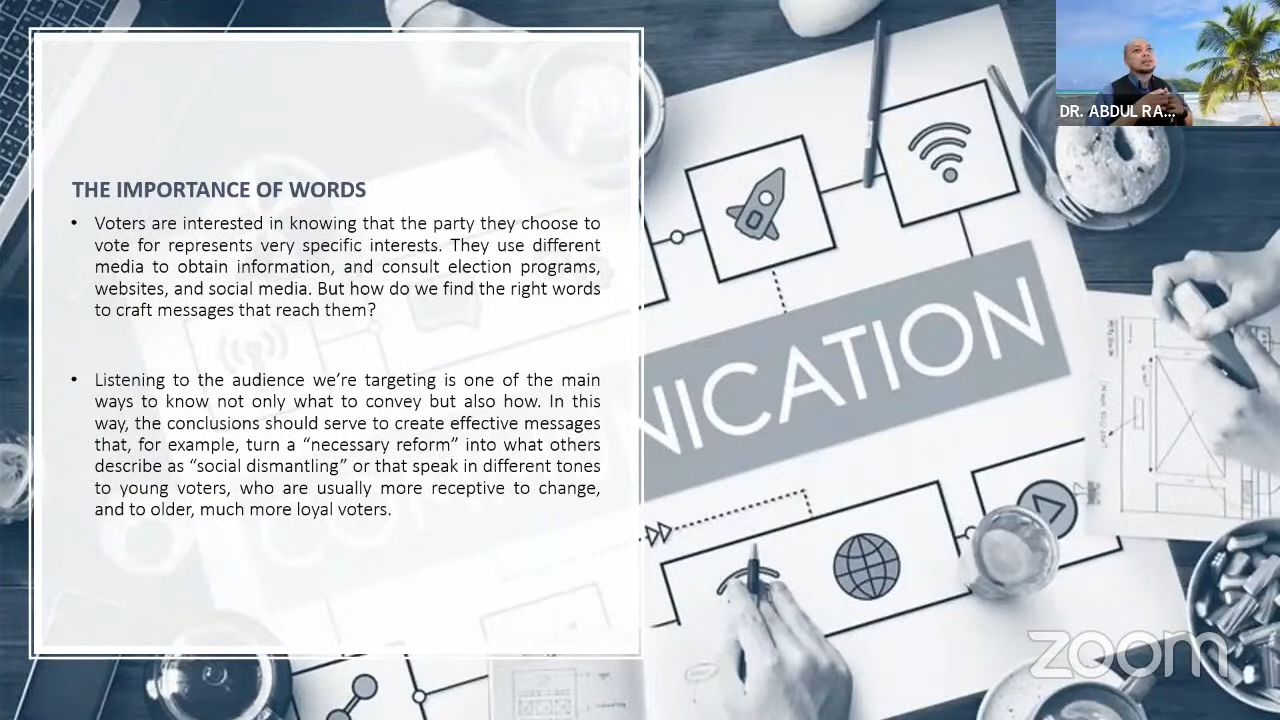 THE IMPORTANCE OF WORDS
• Voters are interested in knowing that the party they choose to
vote for represents very specific interests. They use different
media to obtain information, and consult election programs,
websites, and social media. But how do we find the right words
to craft messages that reach them?
• Listening to the audience we’re targeting is one of the main
ways to know not only what to convey but also how. In this
way, the conclusions should serve to create effective messages
that, for example, turn a “necessary reform” into what others
describe as “social dismantling” or that speak in different tones
to young voters, who are usually more receptive to change,
and to older, much more loyal voters.
NICATION
DR. ABDUL RA...
zoom